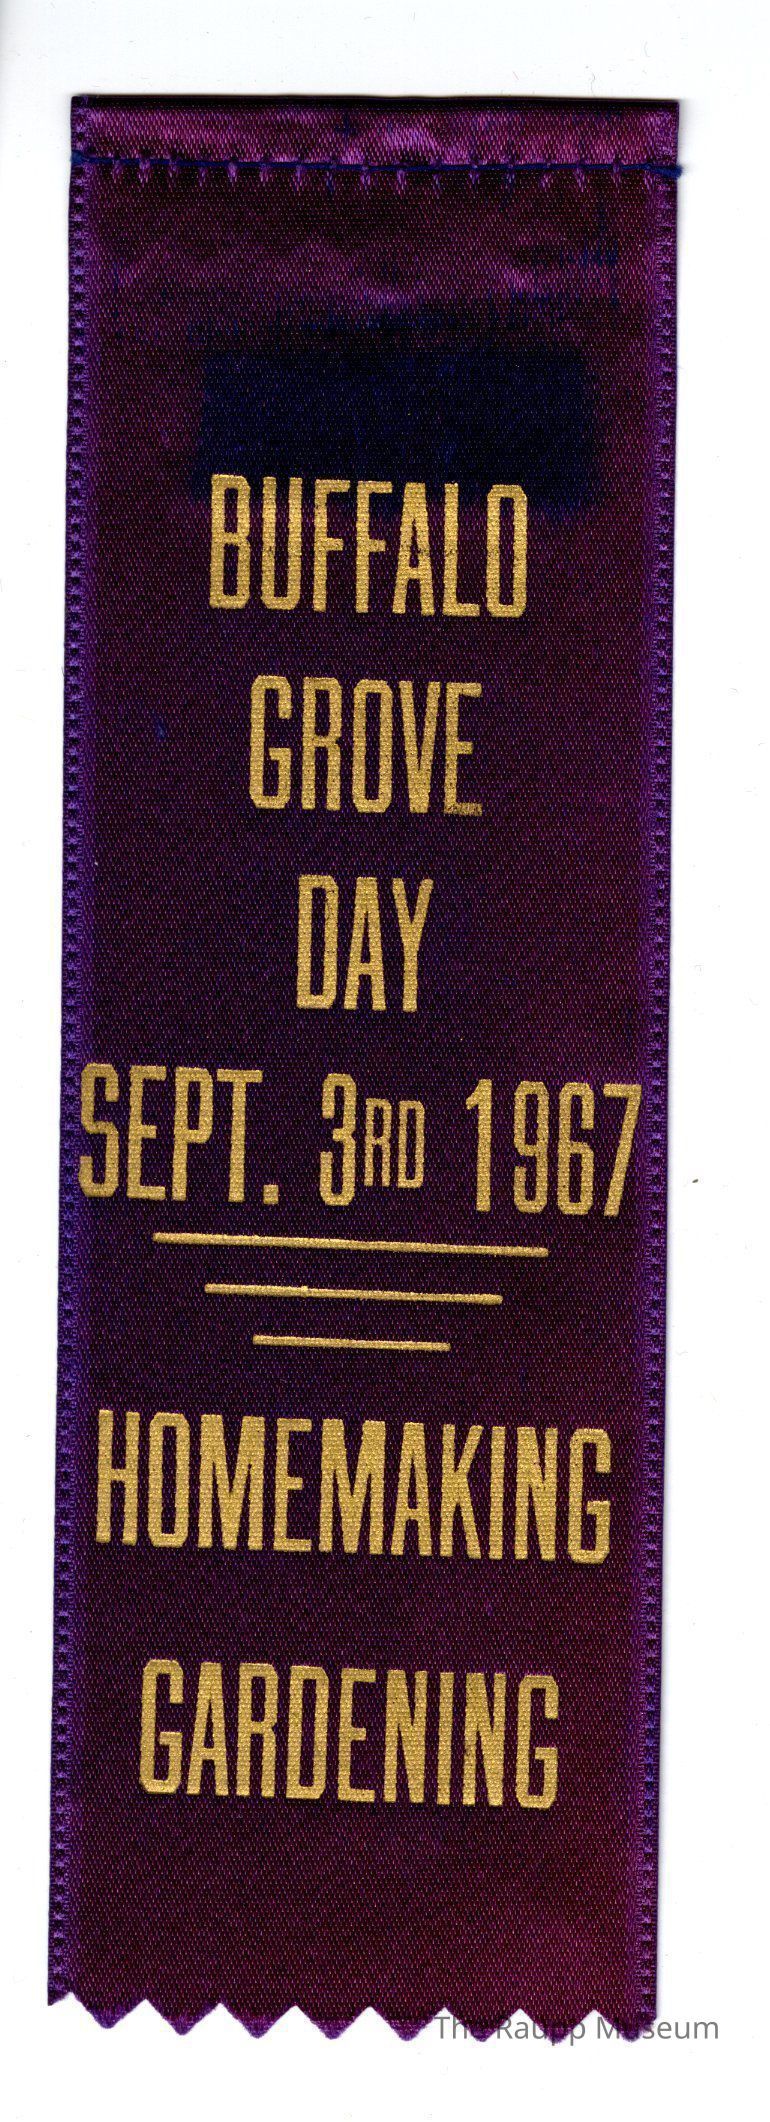 BUFFALO
GROVE
DAY
SEPT. 3RD 1967
HOMEMAKING
GARDENING
The Raupp Museum